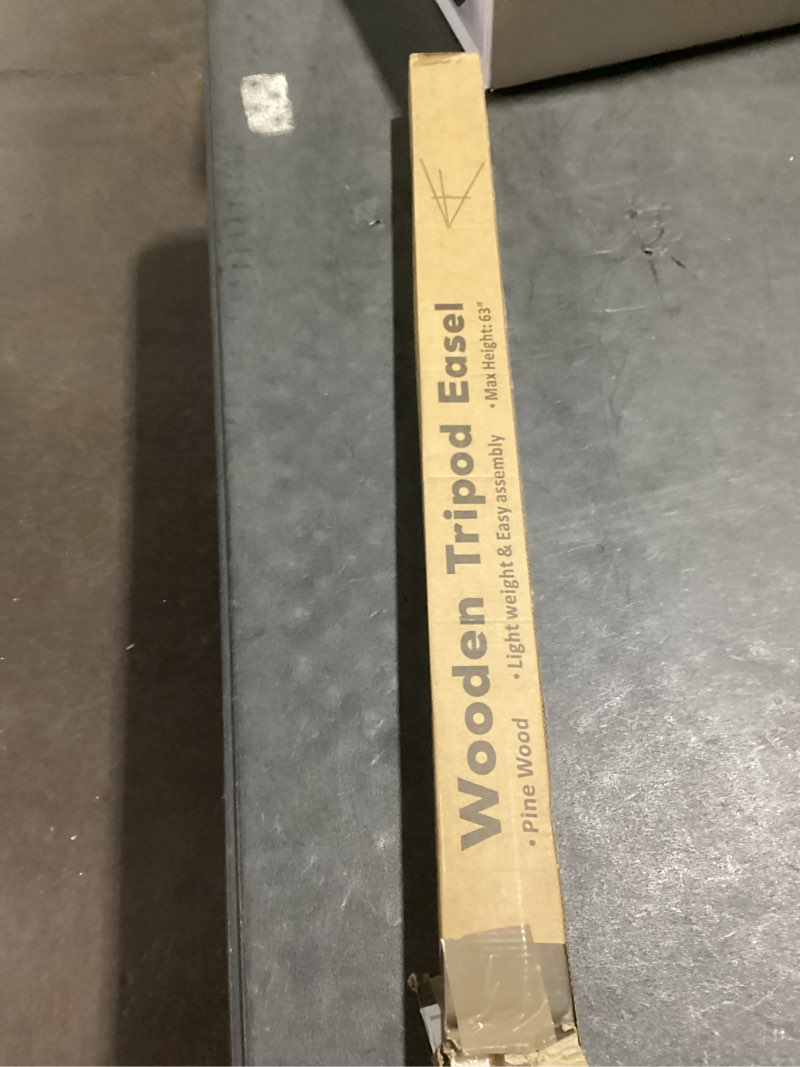 Wooden Tripod Easel
• Pine Wood • Light weight & Easy assembly • Max Height: 63"